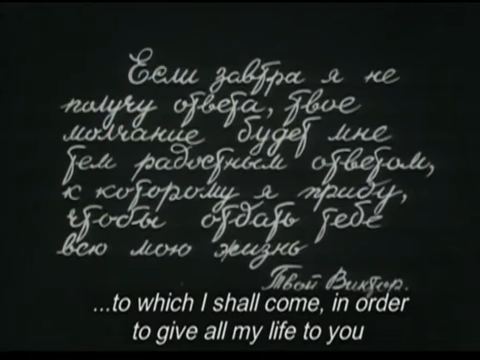 Если завтра я не
получу ответа, твое
молчание будет мне
тем радостным ответом,
к которому я приду,
чтобы отдать тебе
всю мою жизнь
Твой Виктор.
...to which I shall come, in order
to give all my life to you